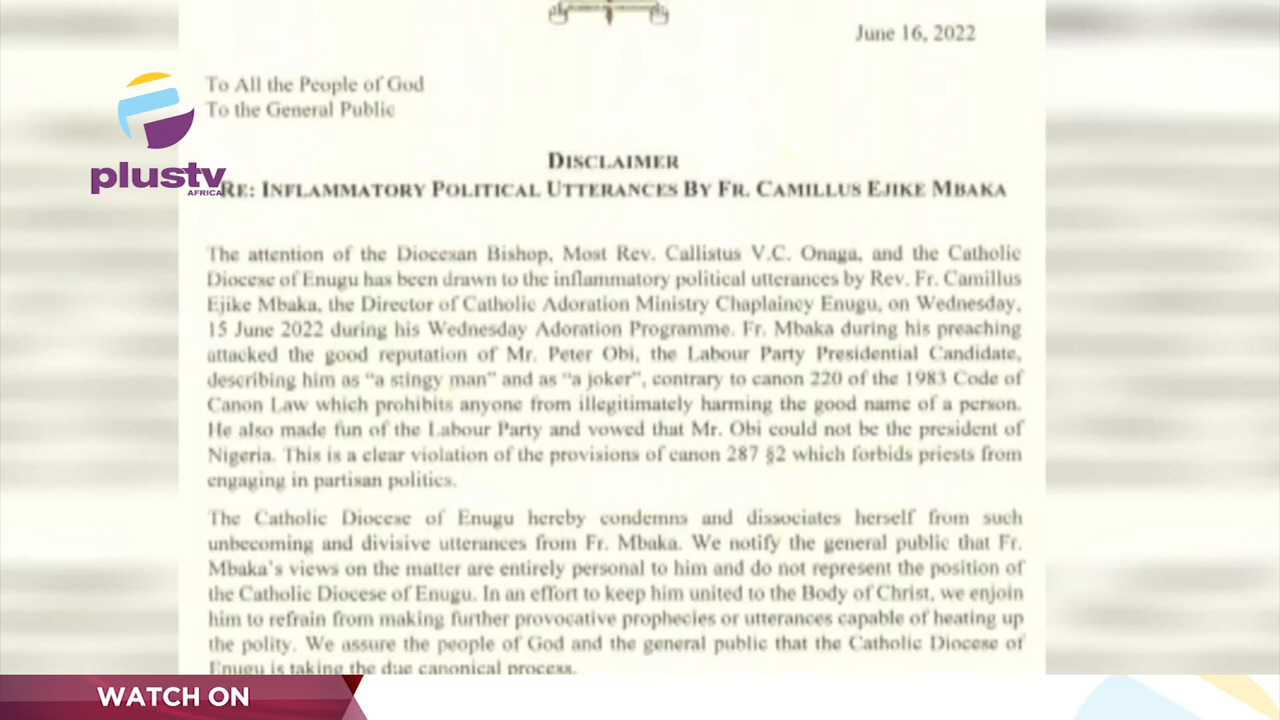 June 16, 2022
To All the People of God
To the General Public
plustv
AFRICA
DISCLAIMER
RE: INFLAMMATORY POLITICAL UTTERANCES BY FR. CAMILLUS EJIKE MBAKA
The attention of the Diocesan Bishop, Most Rev. Callistus V.C. Onaga, and the Catholic
Diocese of Enugu has been drawn to the inflammatory political utterances by Rev. Fr. Camillus
Ejike Mbaka, the Director of Catholic Adoration Ministry Chaplaincy Enugu, on Wednesday,
15 June 2022 during his Wednesday Adoration Programme. Fr. Mbaka during his preaching
attacked the good reputation of Mr. Peter Obi, the Labour Party Presidential Candidate,
describing him as “a stingy man” and as “a joker”, contrary to canon 220 of the 1983 Code of
Canon Law which prohibits anyone from illegitimately harming the good name of a person.
He also made fun of the Labour Party and vowed that Mr. Obi could not be the president of
Nigeria. This is a clear violation of the provisions of canon 287 §2 which forbids priests from
engaging in partisan politics.
The Catholic Diocese of Enugu hereby condemns and dissociates herself from such
unbecoming and divisive utterances from Fr. Mbaka. We notify the general public that Fr.
Mbaka’s views on the matter are entirely personal to him and do not represent the position of
the Catholic Diocese of Enugu. In an effort to keep him united to the Body of Christ, we enjoin
him to refrain from making further provocative prophecies or utterances capable of heating up
the polity. We assure the people of God and the general public that the Catholic Diocese of
Enugu is taking the due canonical process.
WATCH ON